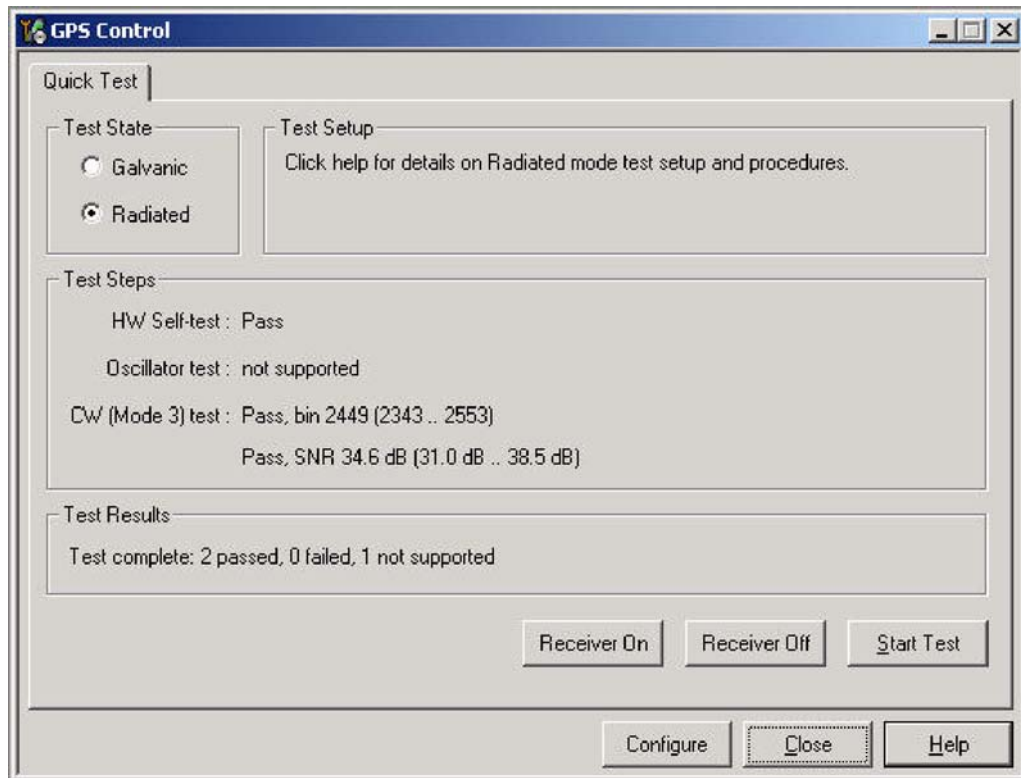 GPS Control
Quick Test
Test State
Galvanic
Radiated
Test Setup
Click help for details on Radiated mode test setup and procedures.
Test Steps
HW Self-test : Pass
Oscillator test : not supported
CW (Mode 3) test : Pass, bin 2449 (2343 .. 2553)
Pass, SNR 34.6 dB (31.0 dB .. 38.5 dB)
Test Results
Test complete: 2 passed, 0 failed, 1 not supported
Receiver On Receiver Off Start Test
Configure Close Help